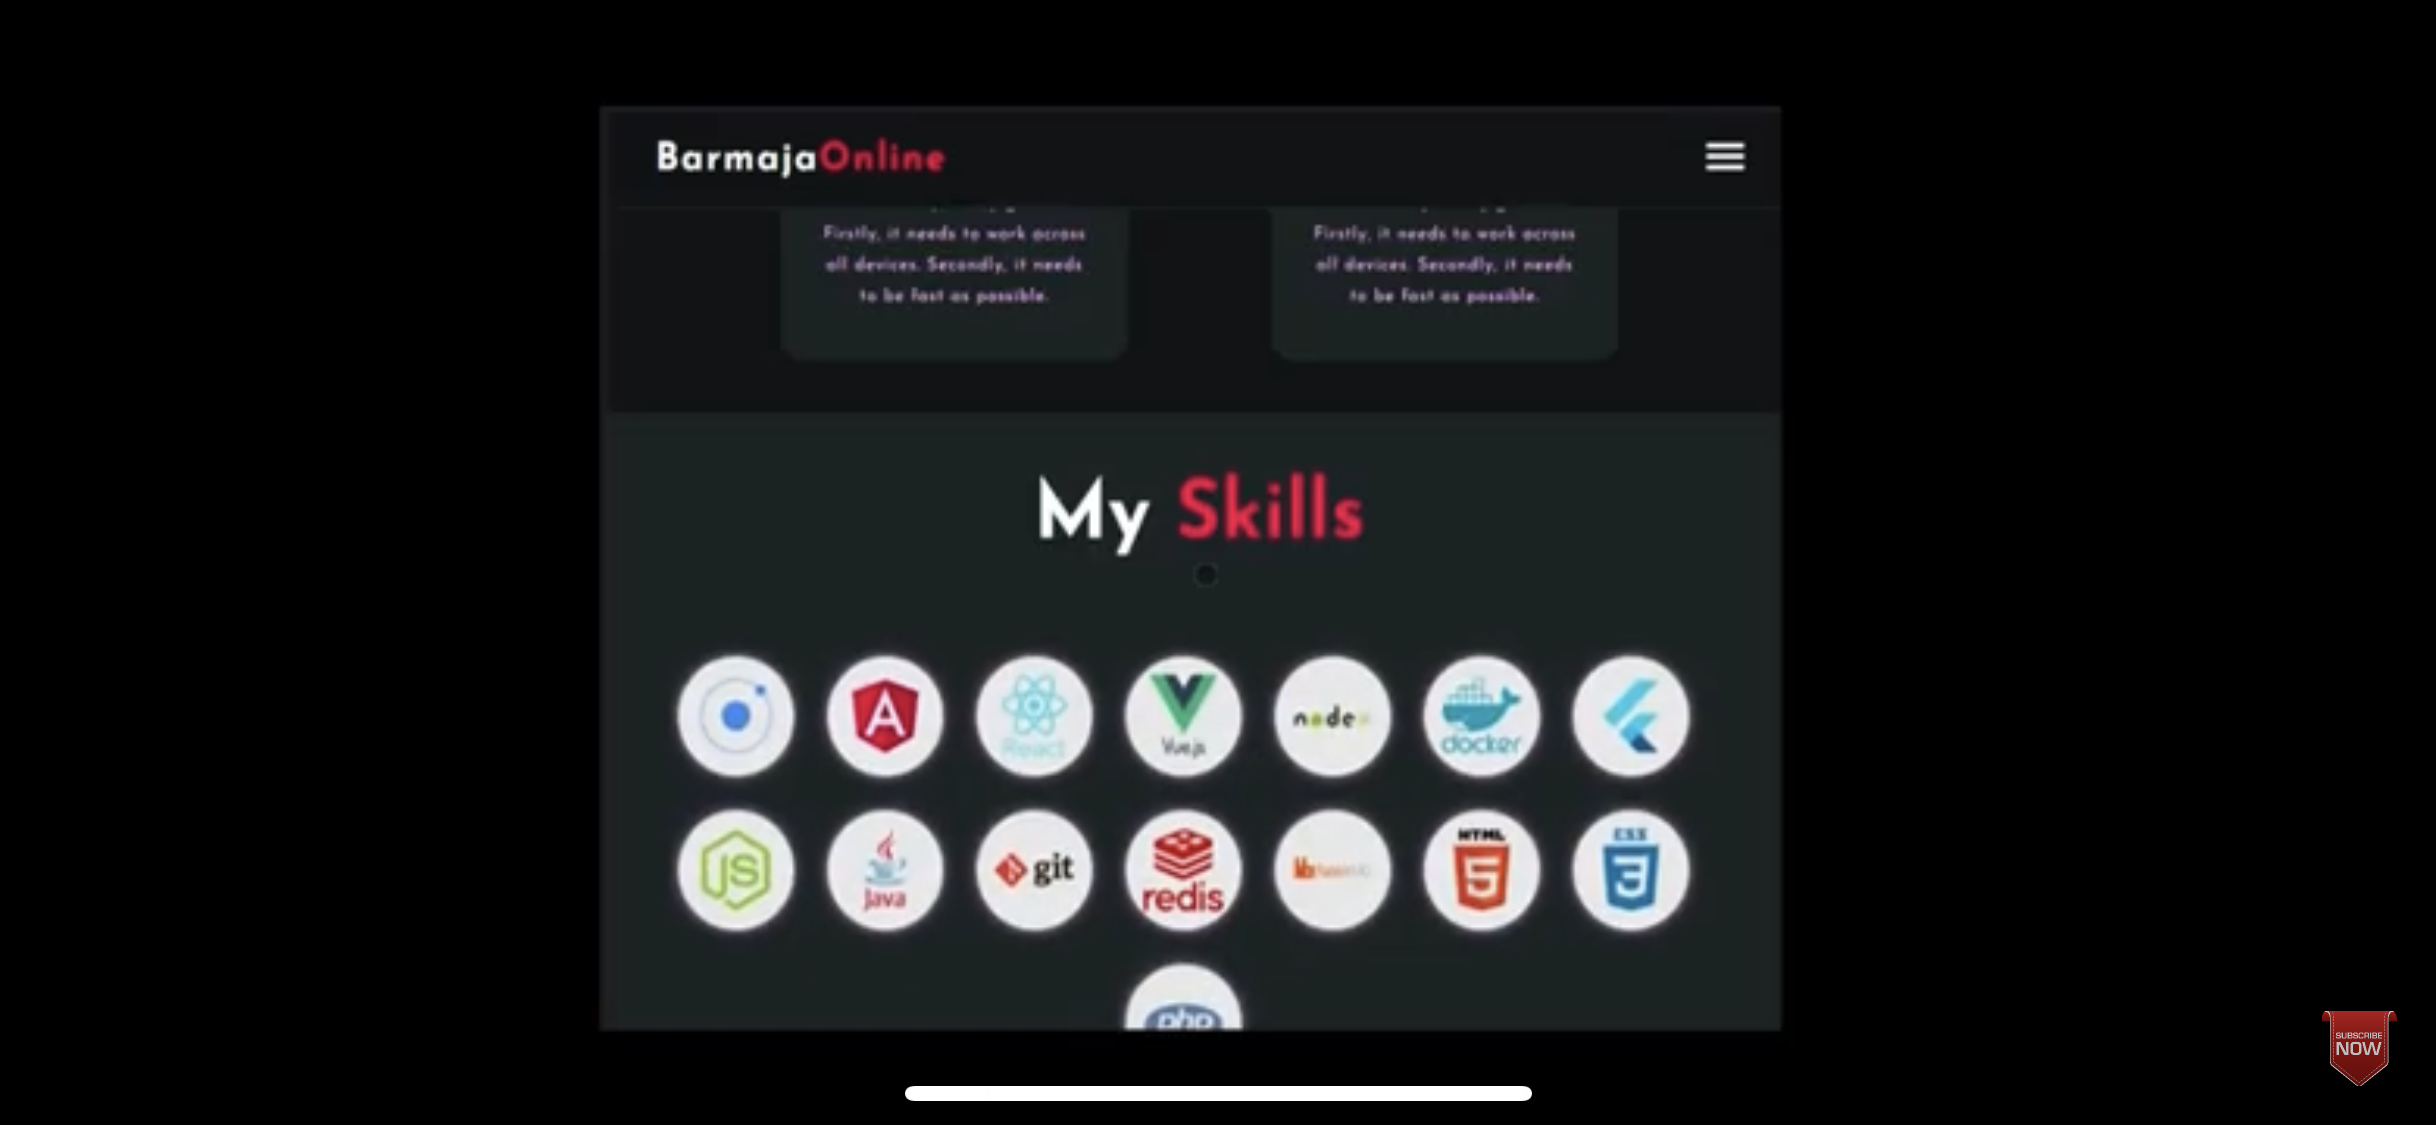 BarmajaOnline
Firstly, it needs to work across
all devices. Secondly, it needs
to be fast as possible.
Firstly, it needs to work across
all devices. Secondly, it needs
to be fast as possible.
My Skills
A
React
Vue.js
node
docker
JS
Java
git
redis
HTML
5
CSS
3
php
SUBSCRIBE
NOW